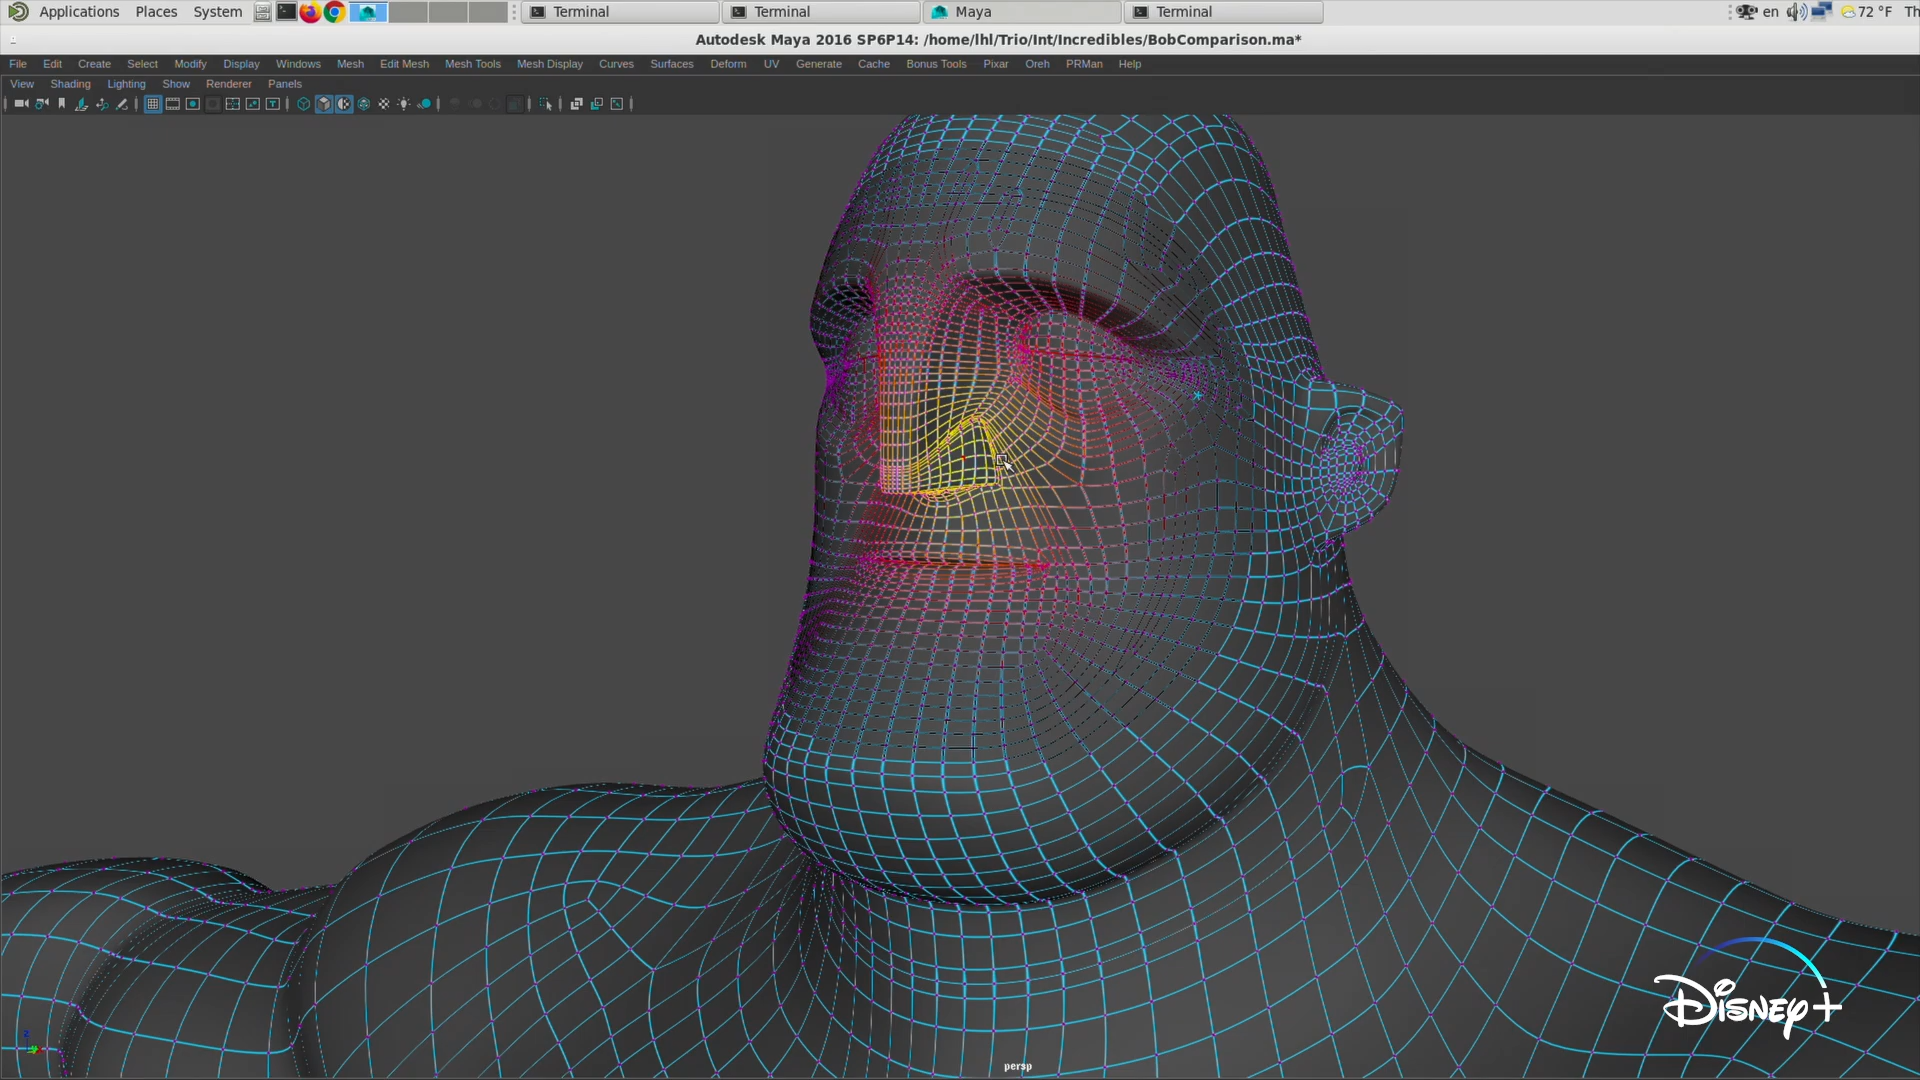 Applications Places System Terminal Terminal Maya Terminal en 72 °F Th
Autodesk Maya 2016 SP6P14: /home/lhl/Trio/Int/Incredibles/BobComparison.ma*
File Edit Create Select Modify Display Windows Mesh Edit Mesh Mesh Tools Mesh Display Curves Surfaces Deform UV Generate Cache Bonus Tools Pixar Oreh PRMan Help
View Shading Lighting Show Renderer Panels
Disney+
persp